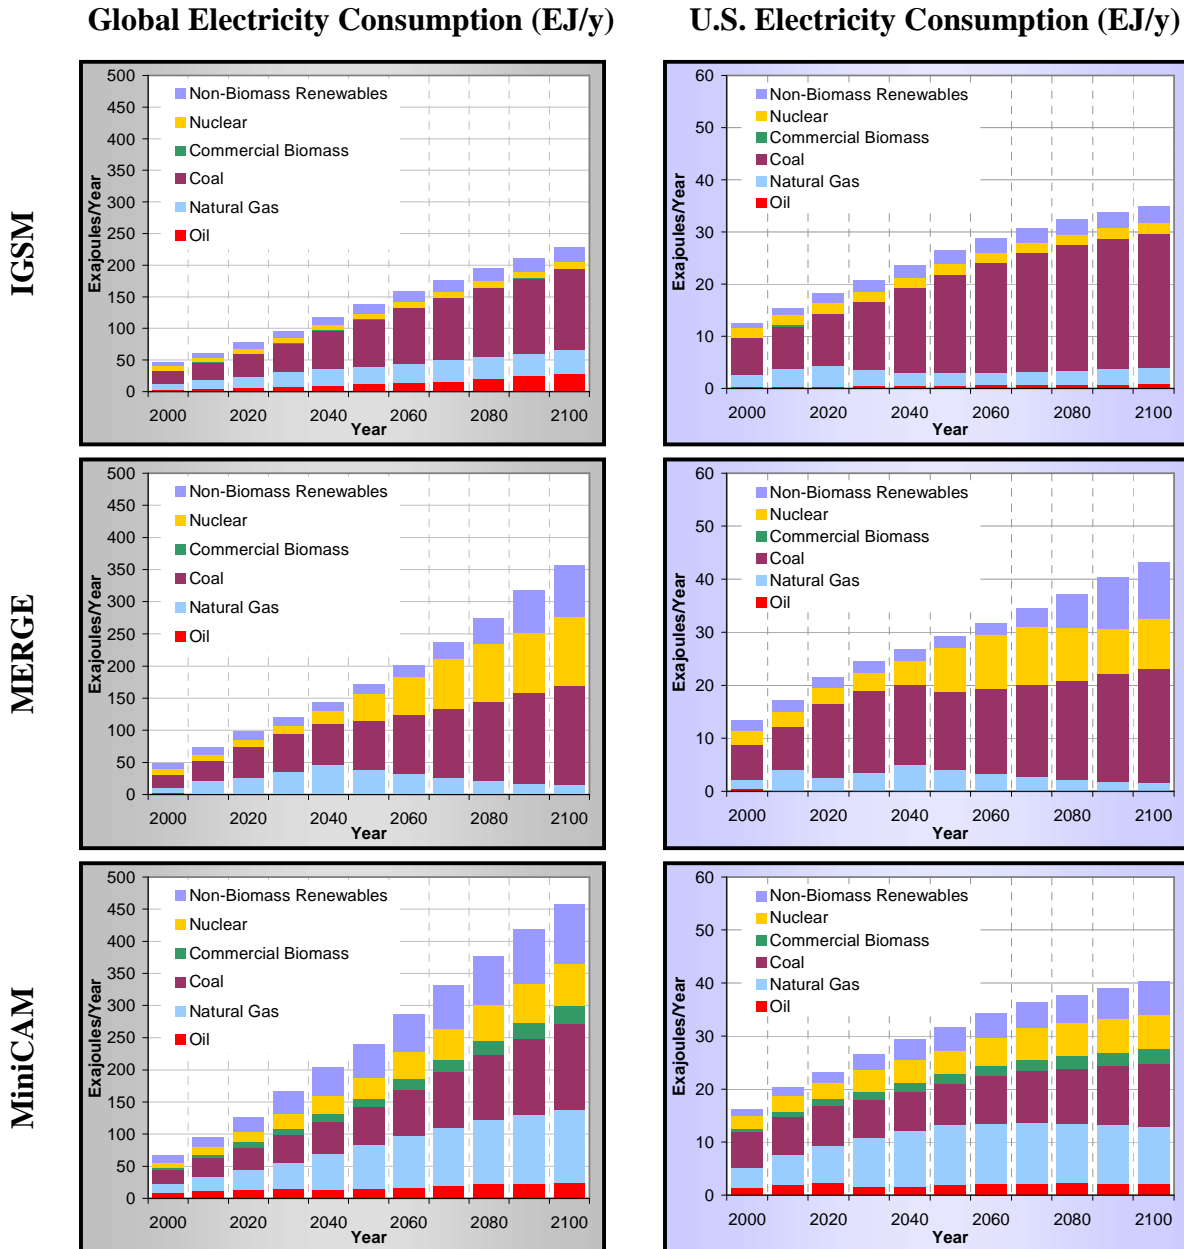 Global Electricity Consumption (EJ/y)
U.S. Electricity Consumption (EJ/y)
IGSM
Exajoules/Year
500
450
400
350
300
250
200
150
100
50
0
Non-Biomass Renewables
Nuclear
Commercial Biomass
Coal
Natural Gas
Oil
2000 2020 2040 2060 2080 2100
Year
Exajoules/Year
60
50
40
30
20
10
0
Non-Biomass Renewables
Nuclear
Commercial Biomass
Coal
Natural Gas
Oil
2000 2020 2040 2060 2080 2100
Year
MERGE
Exajoules/Year
500
450
400
350
300
250
200
150
100
50
0
Non-Biomass Renewables
Nuclear
Commercial Biomass
Coal
Natural Gas
Oil
2000 2020 2040 2060 2080 2100
Year
Exajoules/Year
60
50
40
30
20
10
0
Non-Biomass Renewables
Nuclear
Commercial Biomass
Coal
Natural Gas
Oil
2000 2020 2040 2060 2080 2100
Year
MiniCAM
Exajoules/Year
500
450
400
350
300
250
200
150
100
50
0
Non-Biomass Renewables
Nuclear
Commercial Biomass
Coal
Natural Gas
Oil
2000 2020 2040 2060 2080 2100
Year
Exajoules/Year
60
50
40
30
20
10
0
Non-Biomass Renewables
Nuclear
Commercial Biomass
Coal
Natural Gas
Oil
2000 2020 2040 2060 2080 2100
Year